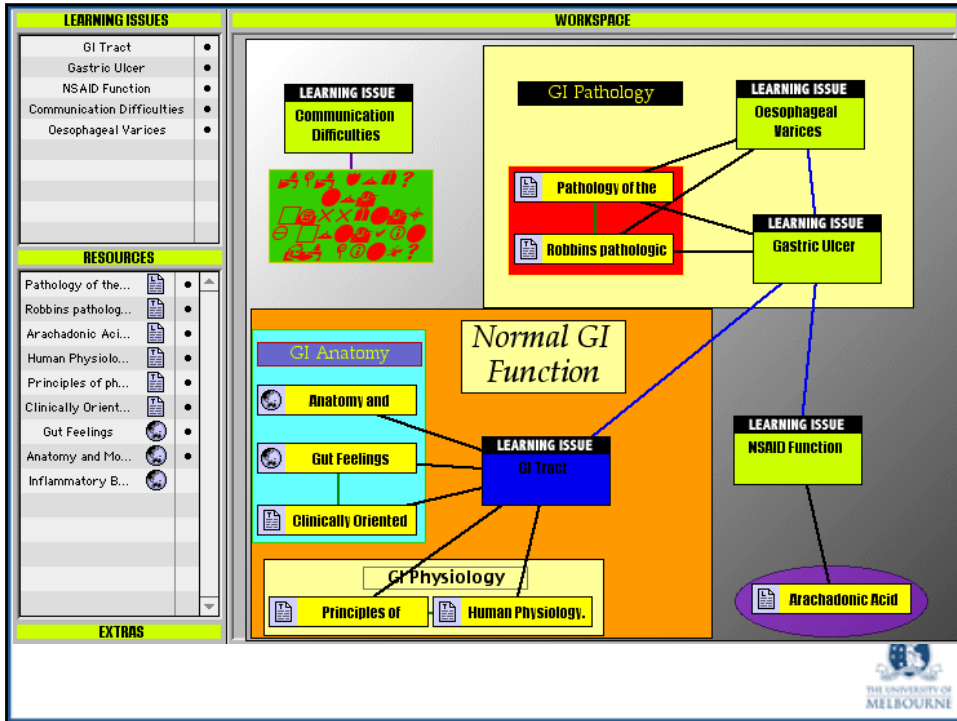 LEARNING ISSUES
GI Tract
Gastric Ulcer
NSAID Function
Communication Difficulties
Oesophageal Varices
RESOURCES
Pathology of the...
Robbins patholog...
Arachadonic Aci...
Human Physiolo...
Principles of ph...
Clinically Orient...
Gut Feelings
Anatomy and Mo...
Inflammatory B...
EXTRAS
WORKSPACE
LEARNING ISSUE
Communication
Difficulties
GI Pathology
LEARNING ISSUE
Oesophageal
Varices
Pathology of the
Robbins pathologic
LEARNING ISSUE
Gastric Ulcer
Normal GI
Function
GI Anatomy
Anatomy and
Gut Feelings
Clinically Oriented
LEARNING ISSUE
GI Tract
LEARNING ISSUE
NSAID Function
GI Physiology
Principles of
Human Physiology.
Arachadonic Acid
THE UNIVERSITY OF
MELBOURNE